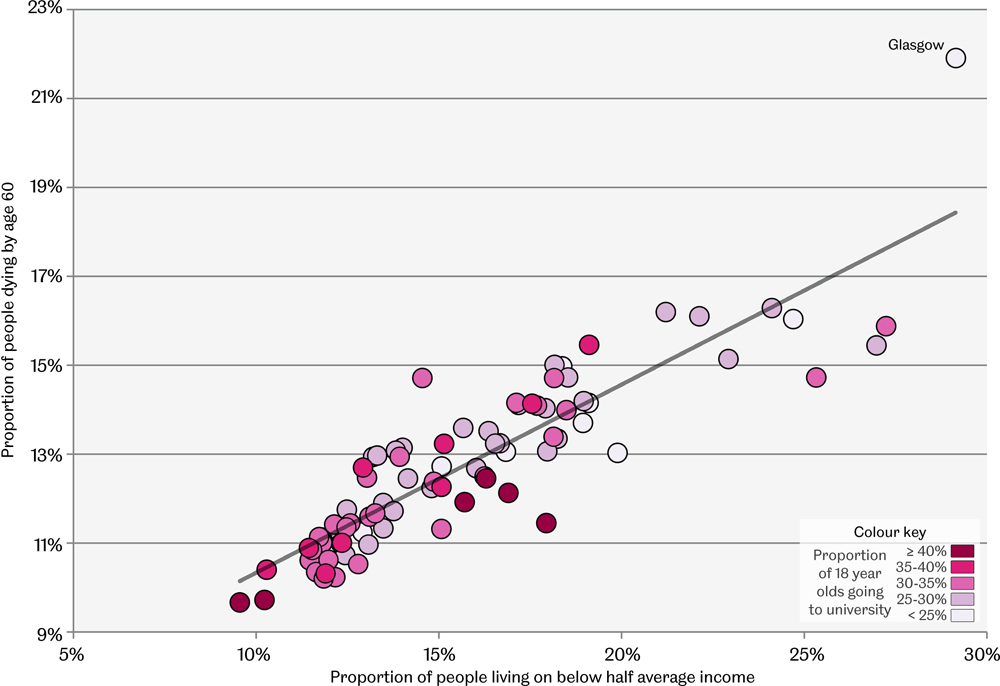 23%
Glasgow
21%
19%
17%
15%
13%
11%
9%
Proportion of people dying by age 60
5%
10%
15%
20%
25%
30%
Proportion of people living on below half average income
Colour key
Proportion
of 18 year
olds going
to university
≥ 40%
35-40%
30-35%
25-30%
< 25%